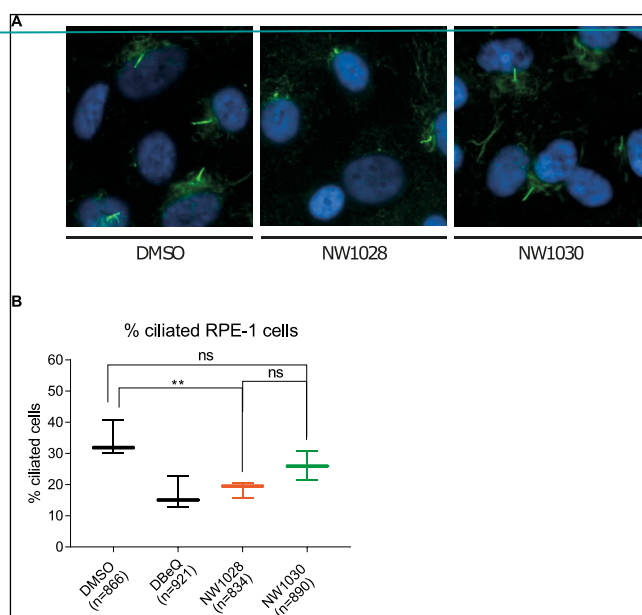 A
DMSO
NW1028
NW1030
B
% ciliated RPE-1 cells
ns
ns
**
% ciliated cells
60
50
40
30
20
10
0
DMSO
(n=866)
DBeQ
(n=921)
NW1028
(n=834)
NW1030
(n=890)